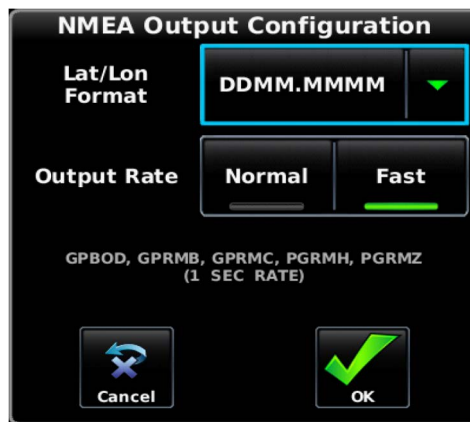 NMEA Output Configuration
Lat/Lon
Format
DDMM.MMMM
Output Rate
Normal
Fast
GPBOD, GPRMB, GPRMC, PGRMH, PGRMZ
(1 SEC RATE)
Cancel
OK